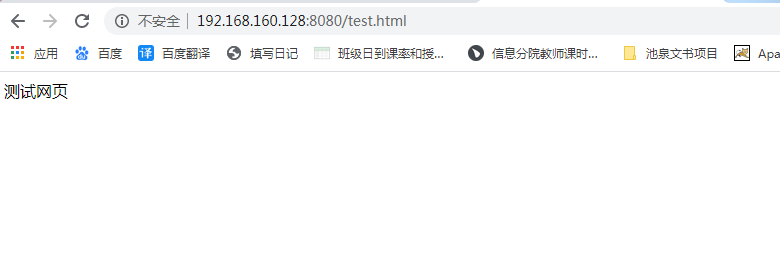 不安全 192.168.160.128:8080/test.html
应用 百度 译 百度翻译 填写日记 班级日到课率和授... 信息分院教师课时... 池泉文书项目 Apa
测试网页